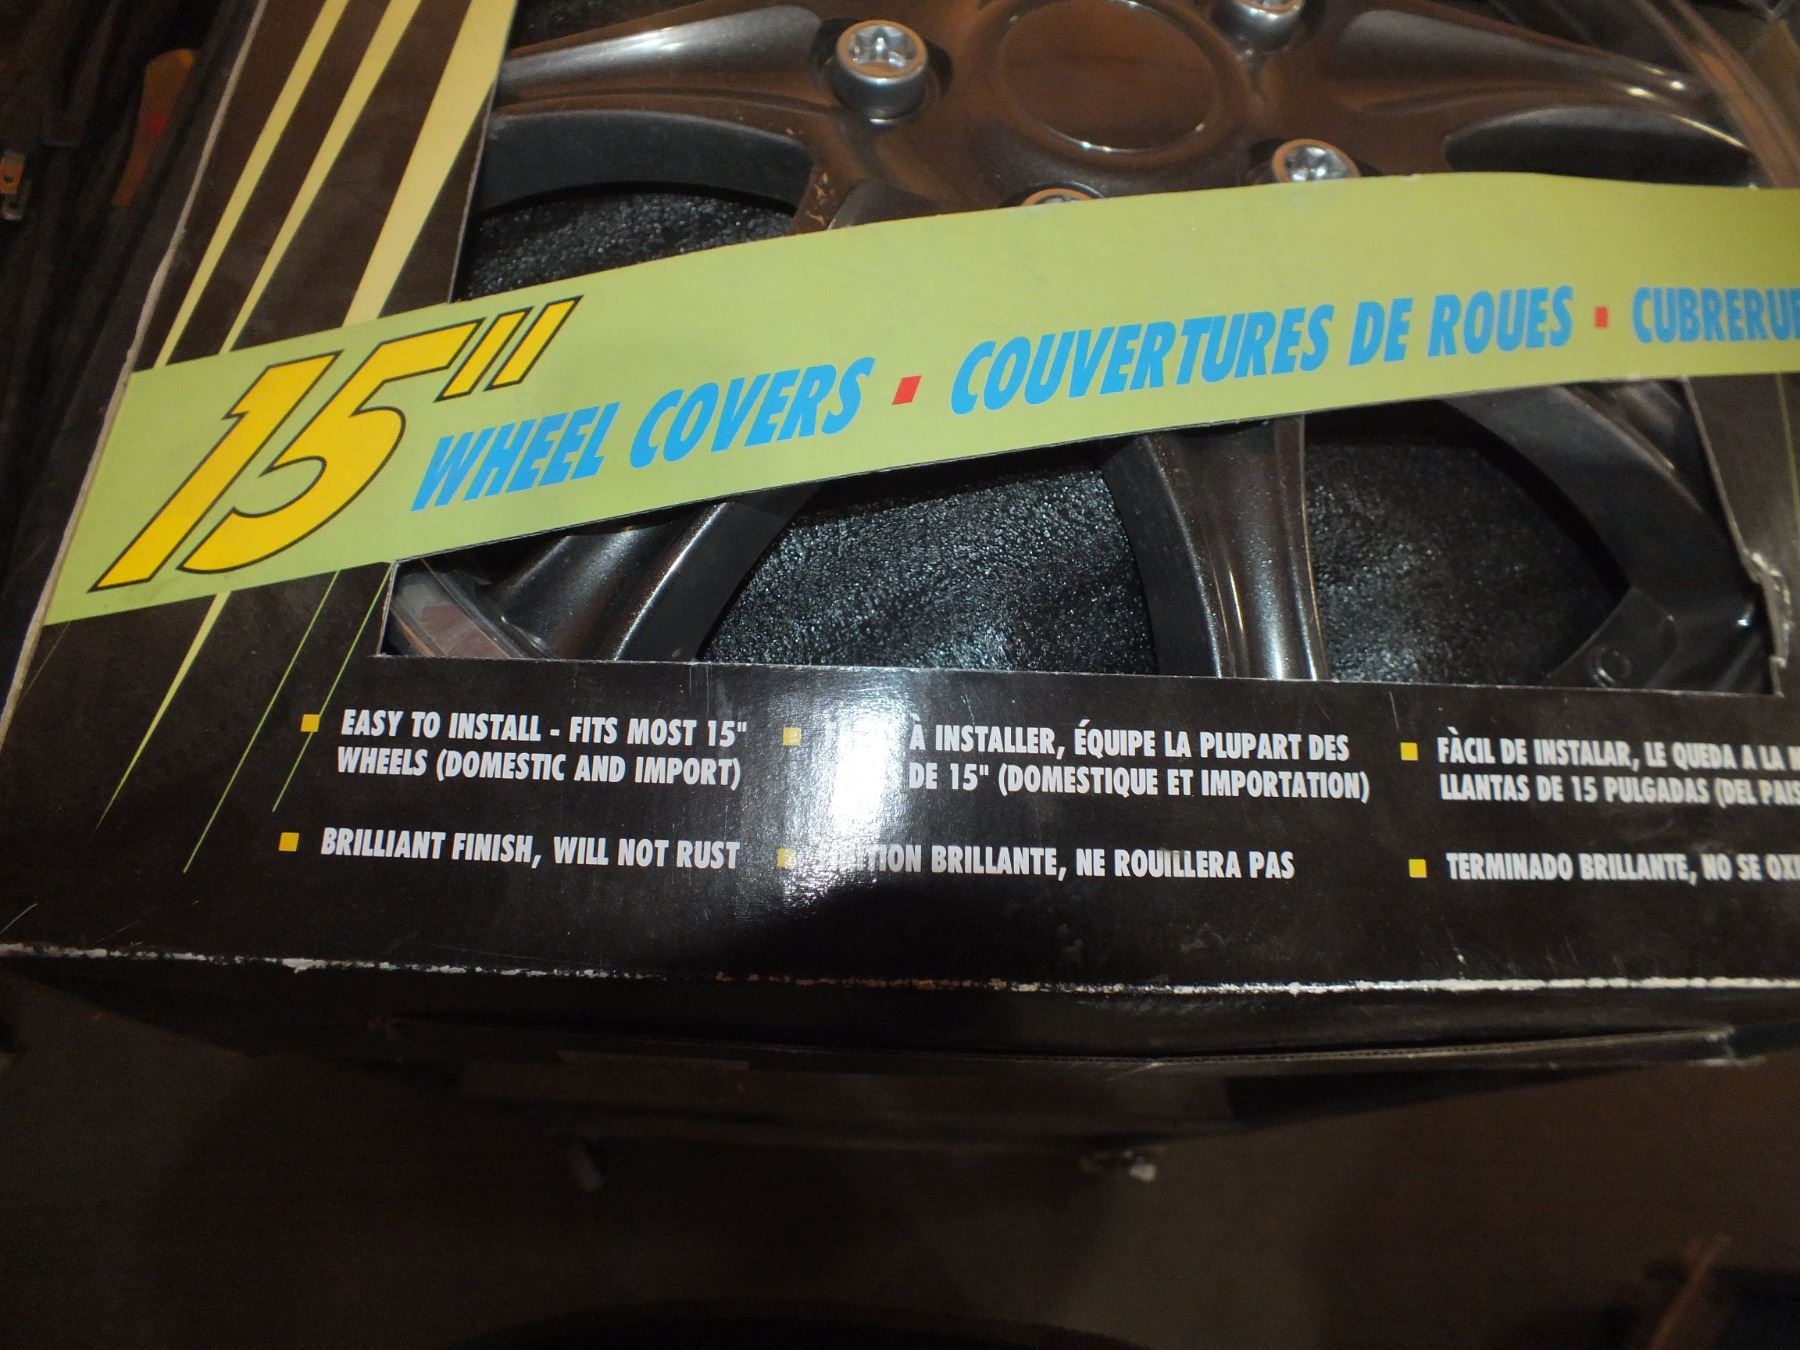 15" WHEEL COVERS ▪ COUVERTURES DE ROUES ▪
EASY TO INSTALL - FITS MOST 15"
WHEELS (DOMESTIC AND IMPORT)
BRILLIANT FINISH, WILL NOT RUST
À INSTALLER, ÉQUIPE LA PLUPART DES
DE 15" (DOMESTIQUE ET IMPORTATION)
BRILLANTE, NE ROUILLERA PAS
FÀCIL DE INSTALAR, LE QUEDA A LA
LLANTAS DE 15 PULGADAS (DEL
TERMINADO BRILLANTE, NO SE